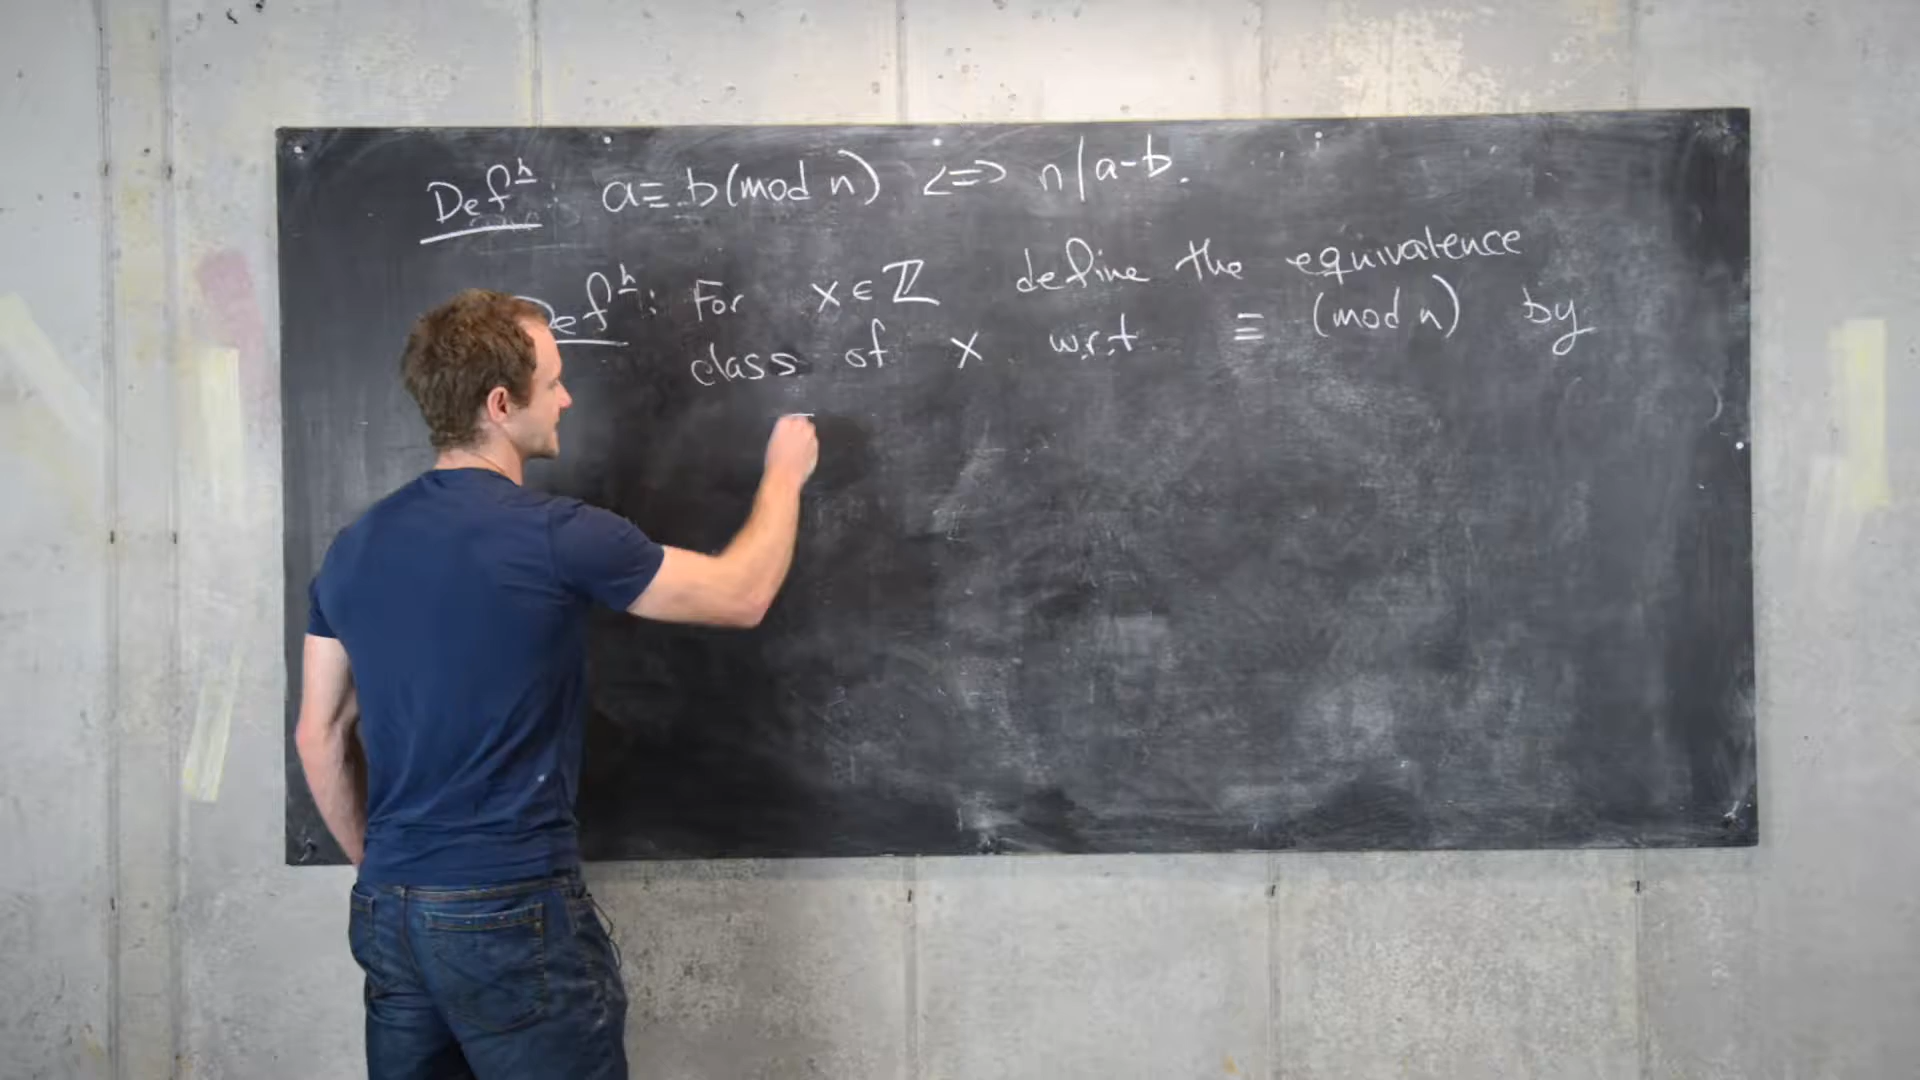 Defⁿ: a ≡ b (mod n) <=> n | a-b.
Defⁿ: For x ∈ ℤ define the equivalence
class of x w.r.t. ≡ (mod n) by